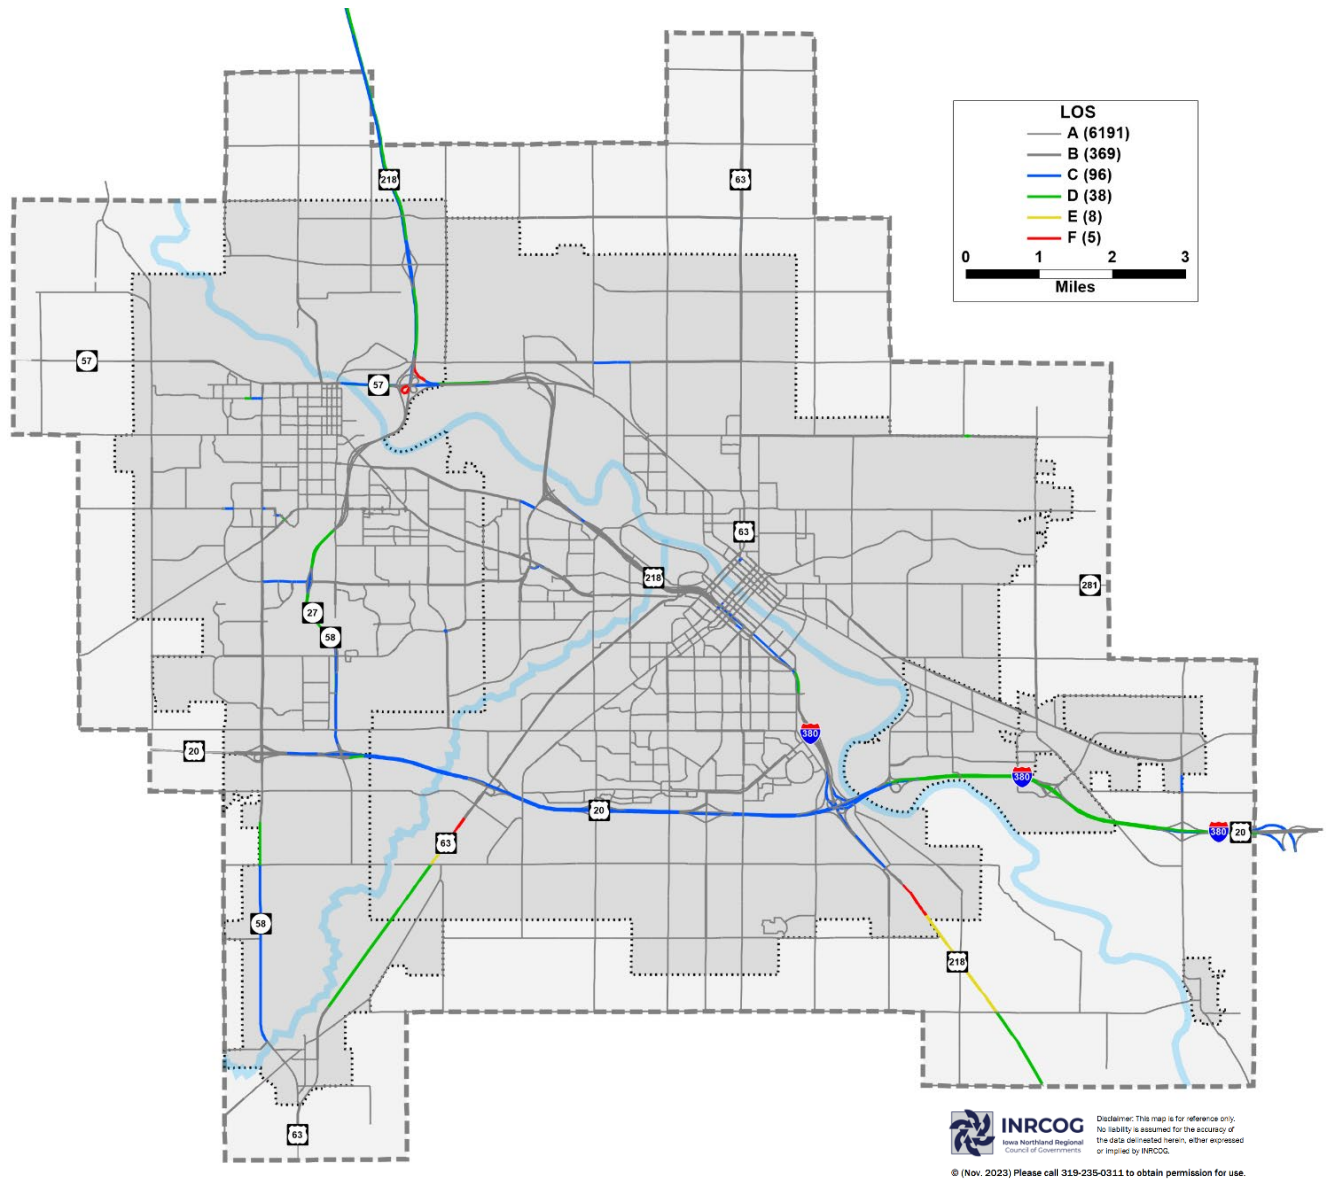 218
63
LOS
A (6191)
B (369)
C (96)
D (38)
E (8)
F (5)
0 1 2 3
Miles
57
57
63
218
281
27
58
20
380
380
20
63
380 20
58
218
63
INRCOG
Iowa Northland Regional
Council of Governments
Disclaimer: This map is for reference only.
No liability is assumed for the accuracy of
the data delineated herein, either expressed
or implied by INRCOG.
© (Nov. 2023) Please call 319-235-0311 to obtain permission for use.